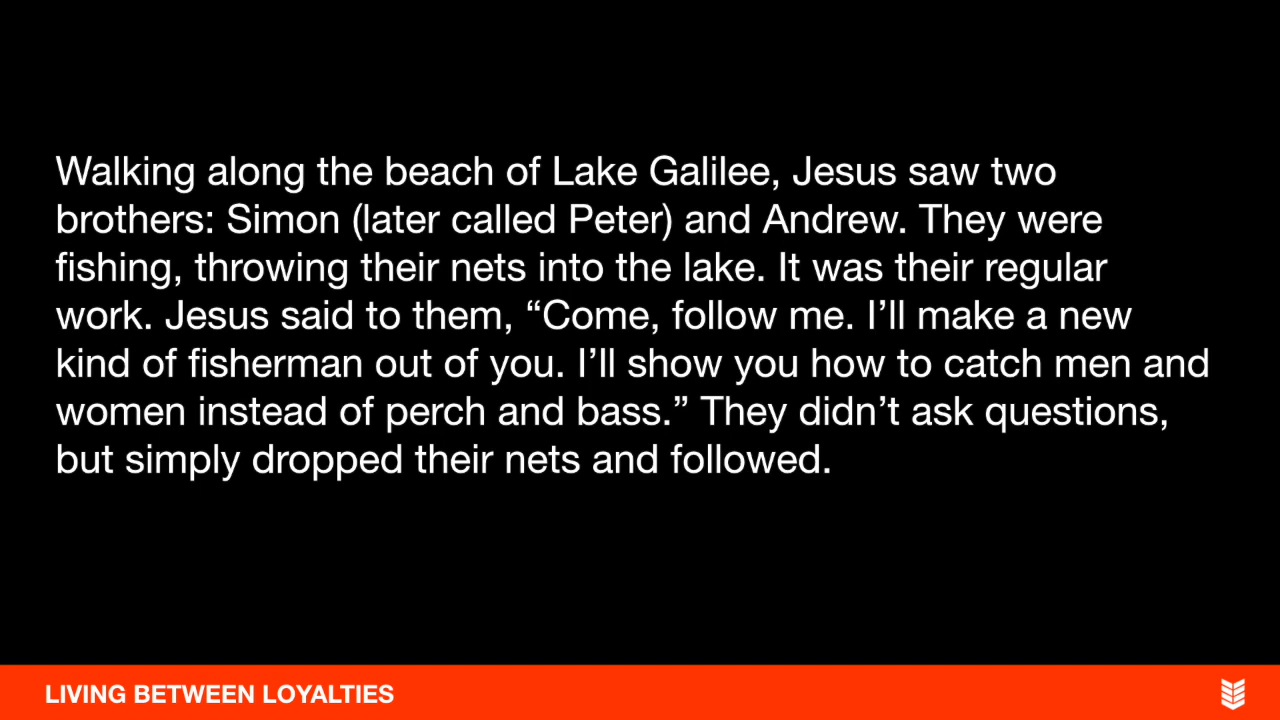 Walking along the beach of Lake Galilee, Jesus saw two
brothers: Simon (later called Peter) and Andrew. They were
fishing, throwing their nets into the lake. It was their regular
work. Jesus said to them, “Come, follow me. I’ll make a new
kind of fisherman out of you. I’ll show you how to catch men and
women instead of perch and bass.” They didn’t ask questions,
but simply dropped their nets and followed.
LIVING BETWEEN LOYALTIES